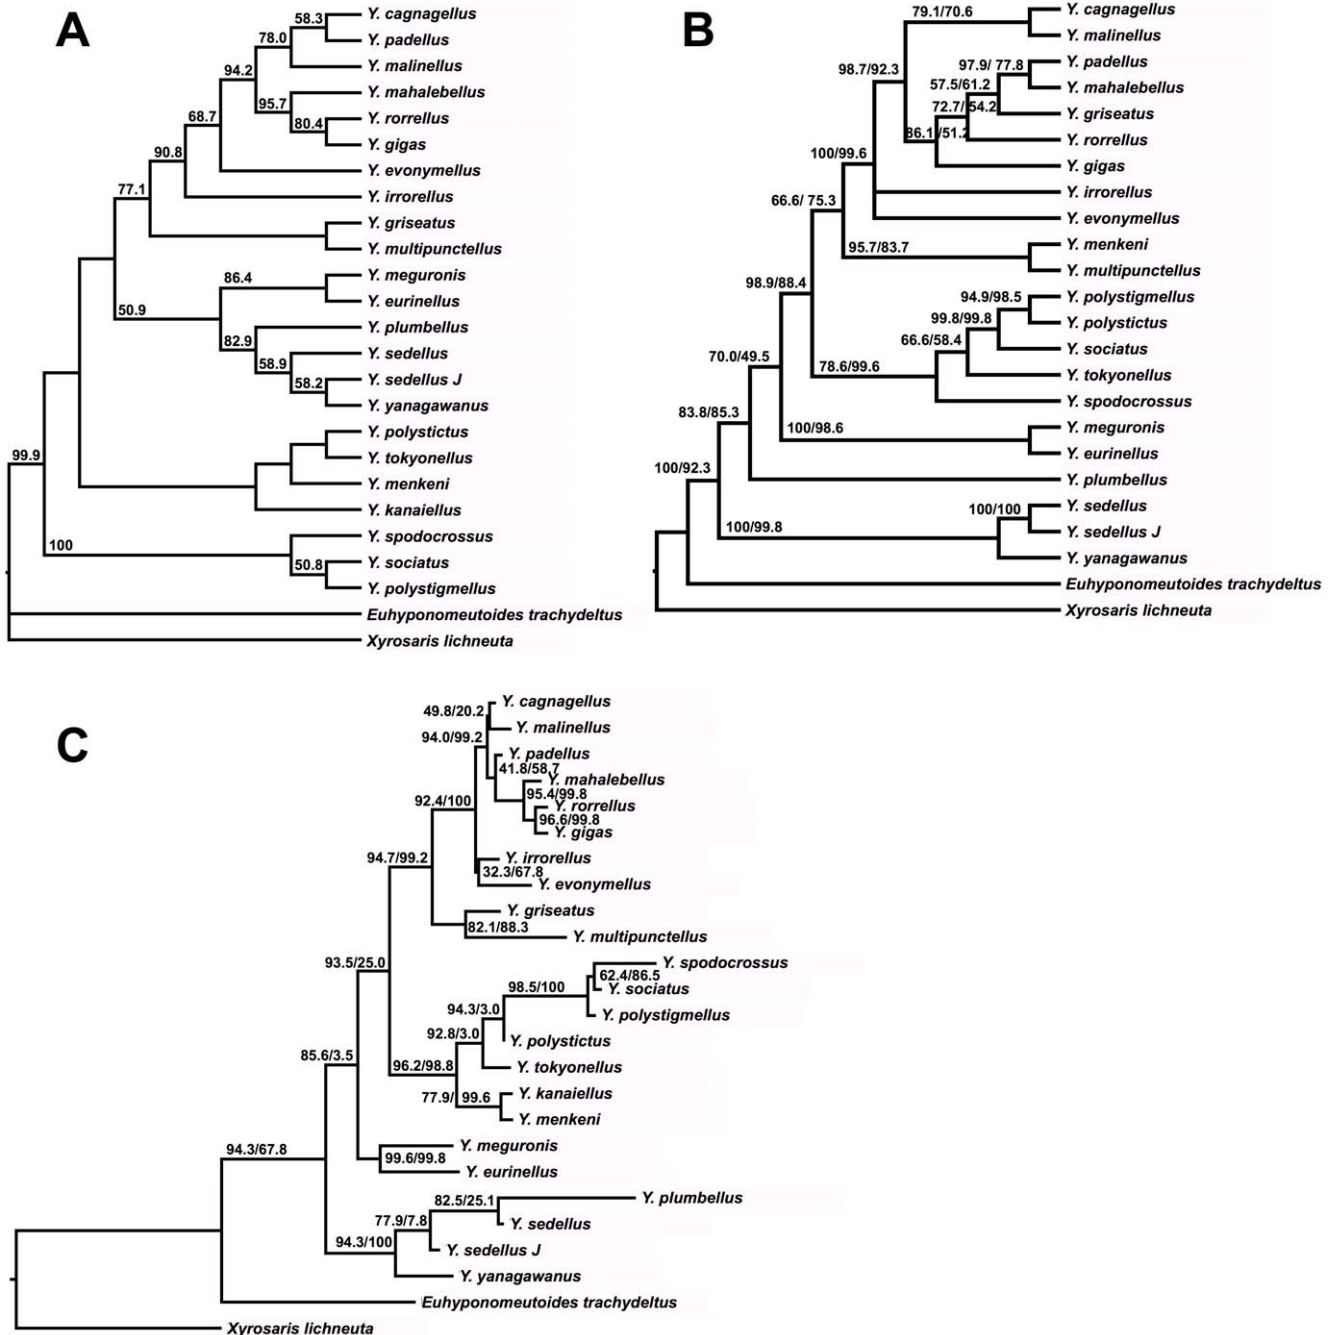 A
58.3
Y. cagnagellus
78.0
Y. padellus
94.2
Y. malinellus
95.7
Y. mahalebellus
68.7
80.4
Y. rorrellus
Y. gigas
90.8
Y. evonymellus
77.1
Y. irrorellus
Y. griseatus
Y. multipunctellus
86.4
Y. meguronis
50.9
Y. eurinellus
82.9
Y. plumbellus
58.9
Y. sedellus
58.2
Y. sedellus J
Y. yanagawanus
Y. polystictus
99.9
Y. tokyonellus
Y. menkeni
Y. kanaiellus
100
Y. spodocrossus
50.8
Y. sociatus
Y. polystigmellus
Euhyponomeutoides trachydeltus
Xyrosaris lichneuta
B
79.1/70.6
Y. cagnagellus
Y. malinellus
98.7/92.3
97.9/ 77.8
Y. padellus
57.5/61.2
Y. mahalebellus
72.7/ 54.2
Y. griseatus
86.1 /51.2
Y. rorrellus
100/99.6
Y. gigas
Y. irrorellus
66.6/ 75.3
Y. evonymellus
95.7/83.7
Y. menkeni
Y. multipunctellus
98.9/88.4
94.9/98.5
Y. polystigmellus
99.8/99.8
Y. polystictus
66.6/58.4
Y. sociatus
70.0/49.5
78.6/99.6
Y. tokyonellus
Y. spodocrossus
83.8/85.3
Y. meguronis
100/98.6
Y. eurinellus
100/92.3
Y. plumbellus
100/100
Y. sedellus
100/99.8
Y. sedellus J
Y. yanagawanus
Euhyponomeutoides trachydeltus
Xyrosaris lichneuta
C
49.8/20.2
Y. cagnagellus
94.0/99.2
Y. malinellus
Y. padellus
41.8/58.7
Y. mahalebellus
95.4/99.8
92.4/100
Y. rorrellus
96.6/99.8
Y. gigas
94.7/99.2
Y. irrorellus
32.3/67.8
Y. evonymellus
Y. griseatus
82.1/88.3
Y. multipunctellus
93.5/25.0
Y. spodocrossus
62.4/86.5
98.5/100
Y. sociatus
94.3/3.0
Y. polystigmellus
92.8/3.0
Y. polystictus
85.6/3.5
96.2/98.8
Y. tokyonellus
77.9/ 99.6
Y. kanaiellus
Y. menkeni
94.3/67.8
Y. meguronis
99.6/99.8
Y. eurinellus
82.5/25.1
Y. plumbellus
77.9/7.8
Y. sedellus
94.3/100
Y. sedellus J
Y. yanagawanus
Euhyponomeutoides trachydeltus
Xyrosaris lichneuta